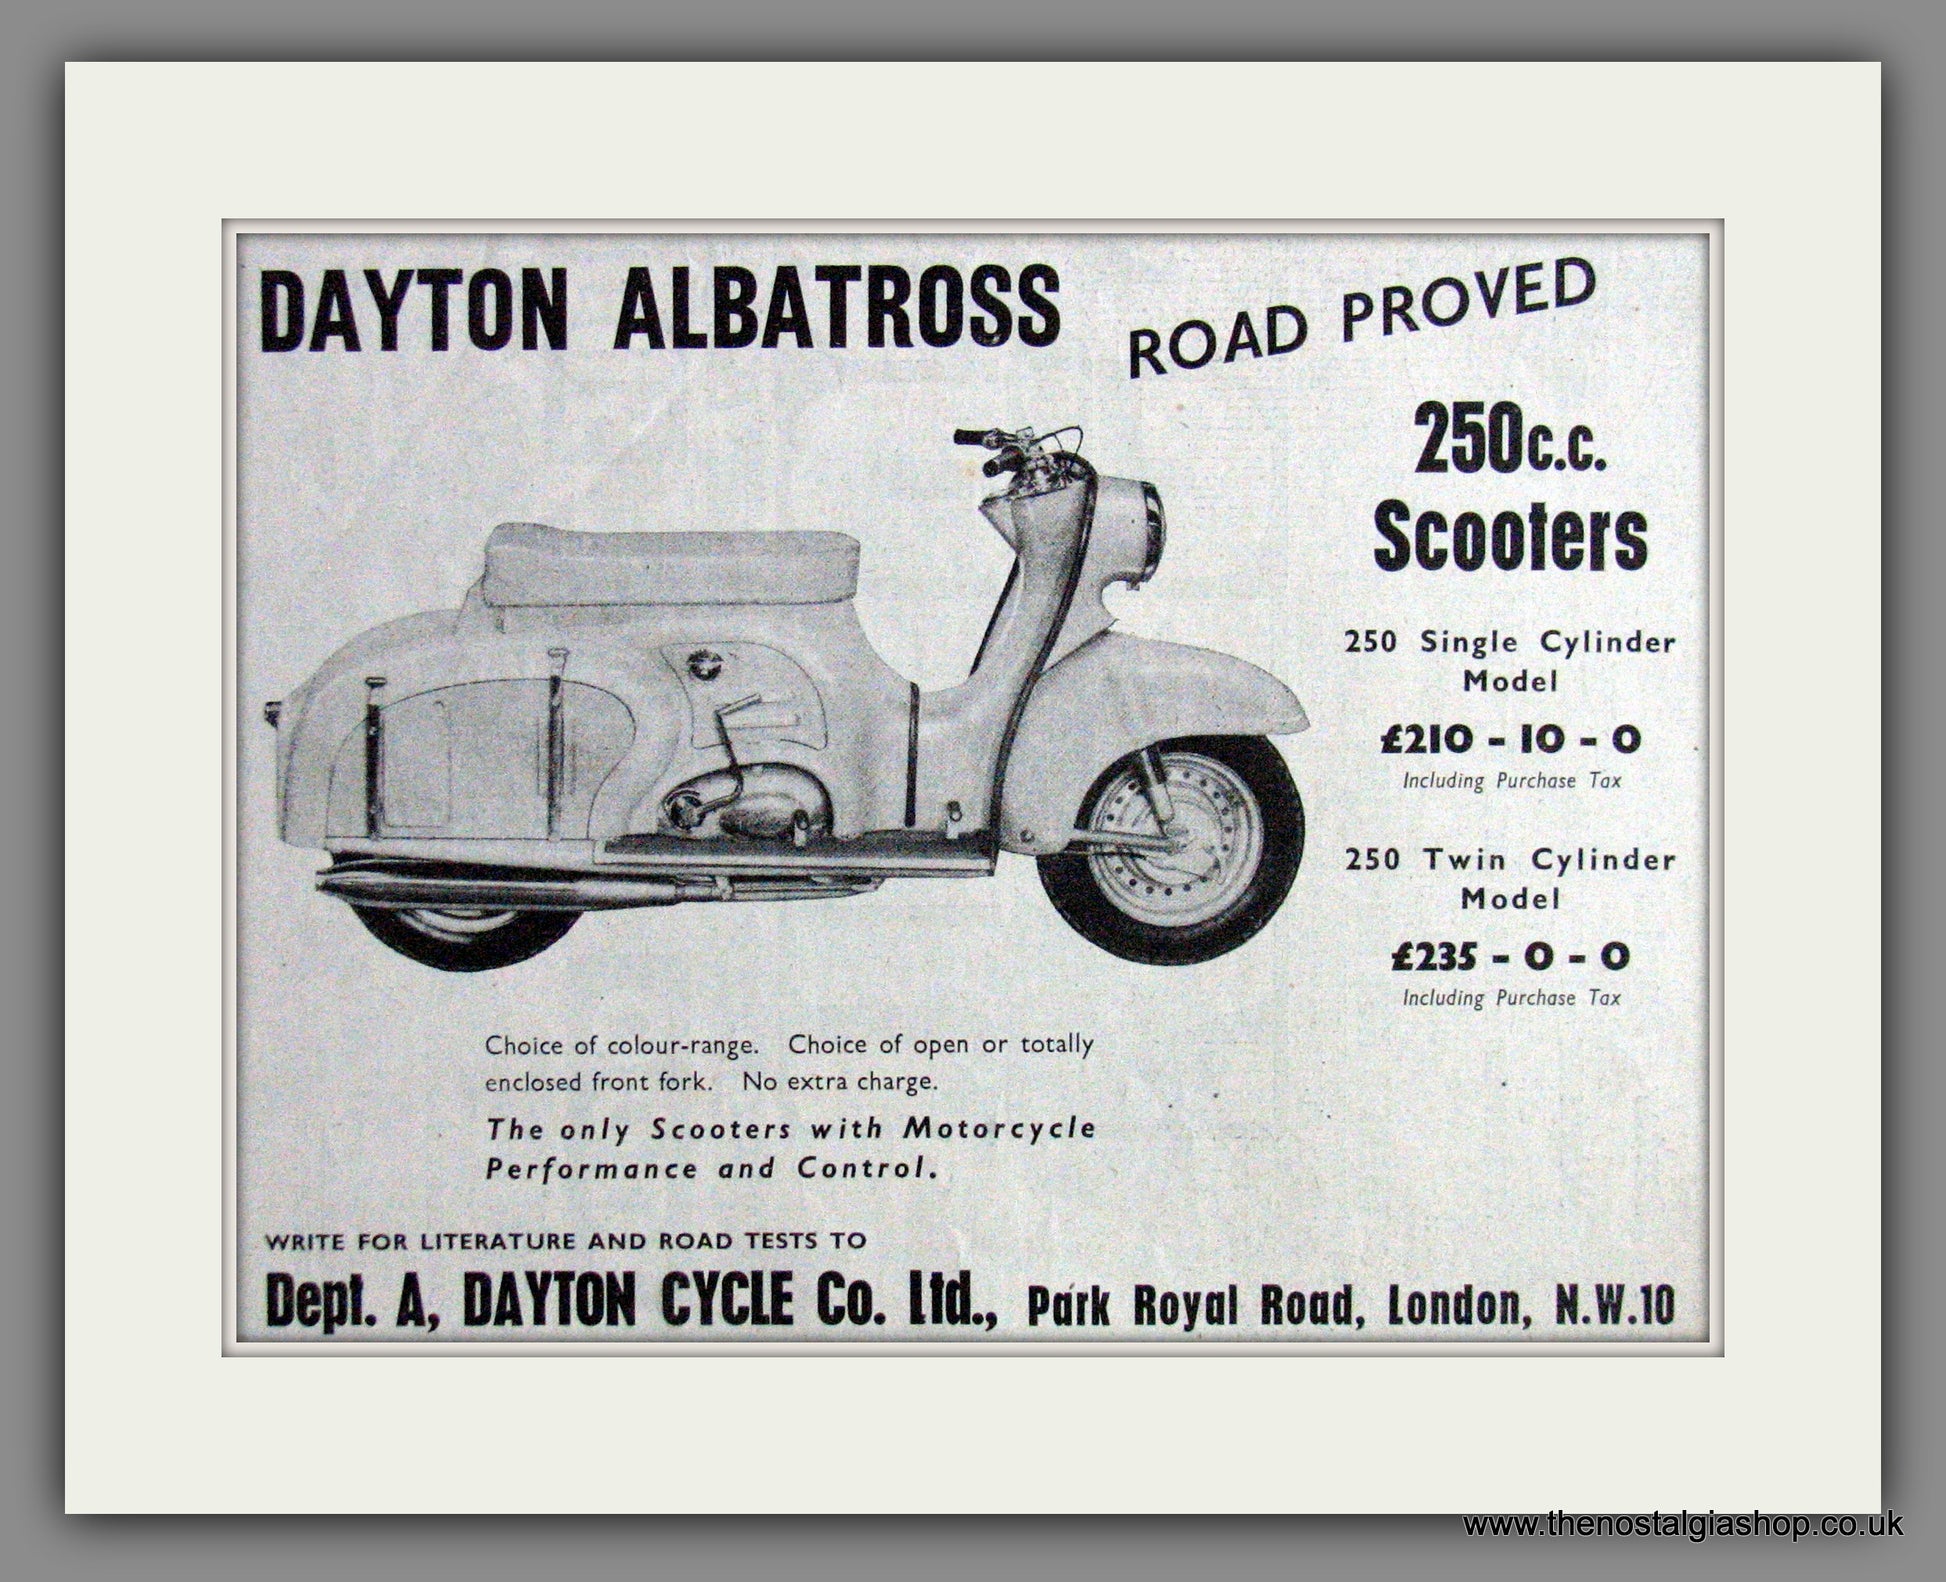 DAYTON ALBATROSS
ROAD PROVED
250c.c.
Scooters
250 Single Cylinder
Model
£210 - 10 - 0
Including Purchase Tax
250 Twin Cylinder
Model
£235 - 0 - 0
Including Purchase Tax
Choice of colour-range. Choice of open or totally
enclosed front fork. No extra charge.
The only Scooters with Motorcycle
Performance and Control.
WRITE FOR LITERATURE AND ROAD TESTS TO
Dept. A, DAYTON CYCLE Co. Ltd., Park Royal Road, London, N.W.10
www.thenostalgiashop.co.uk